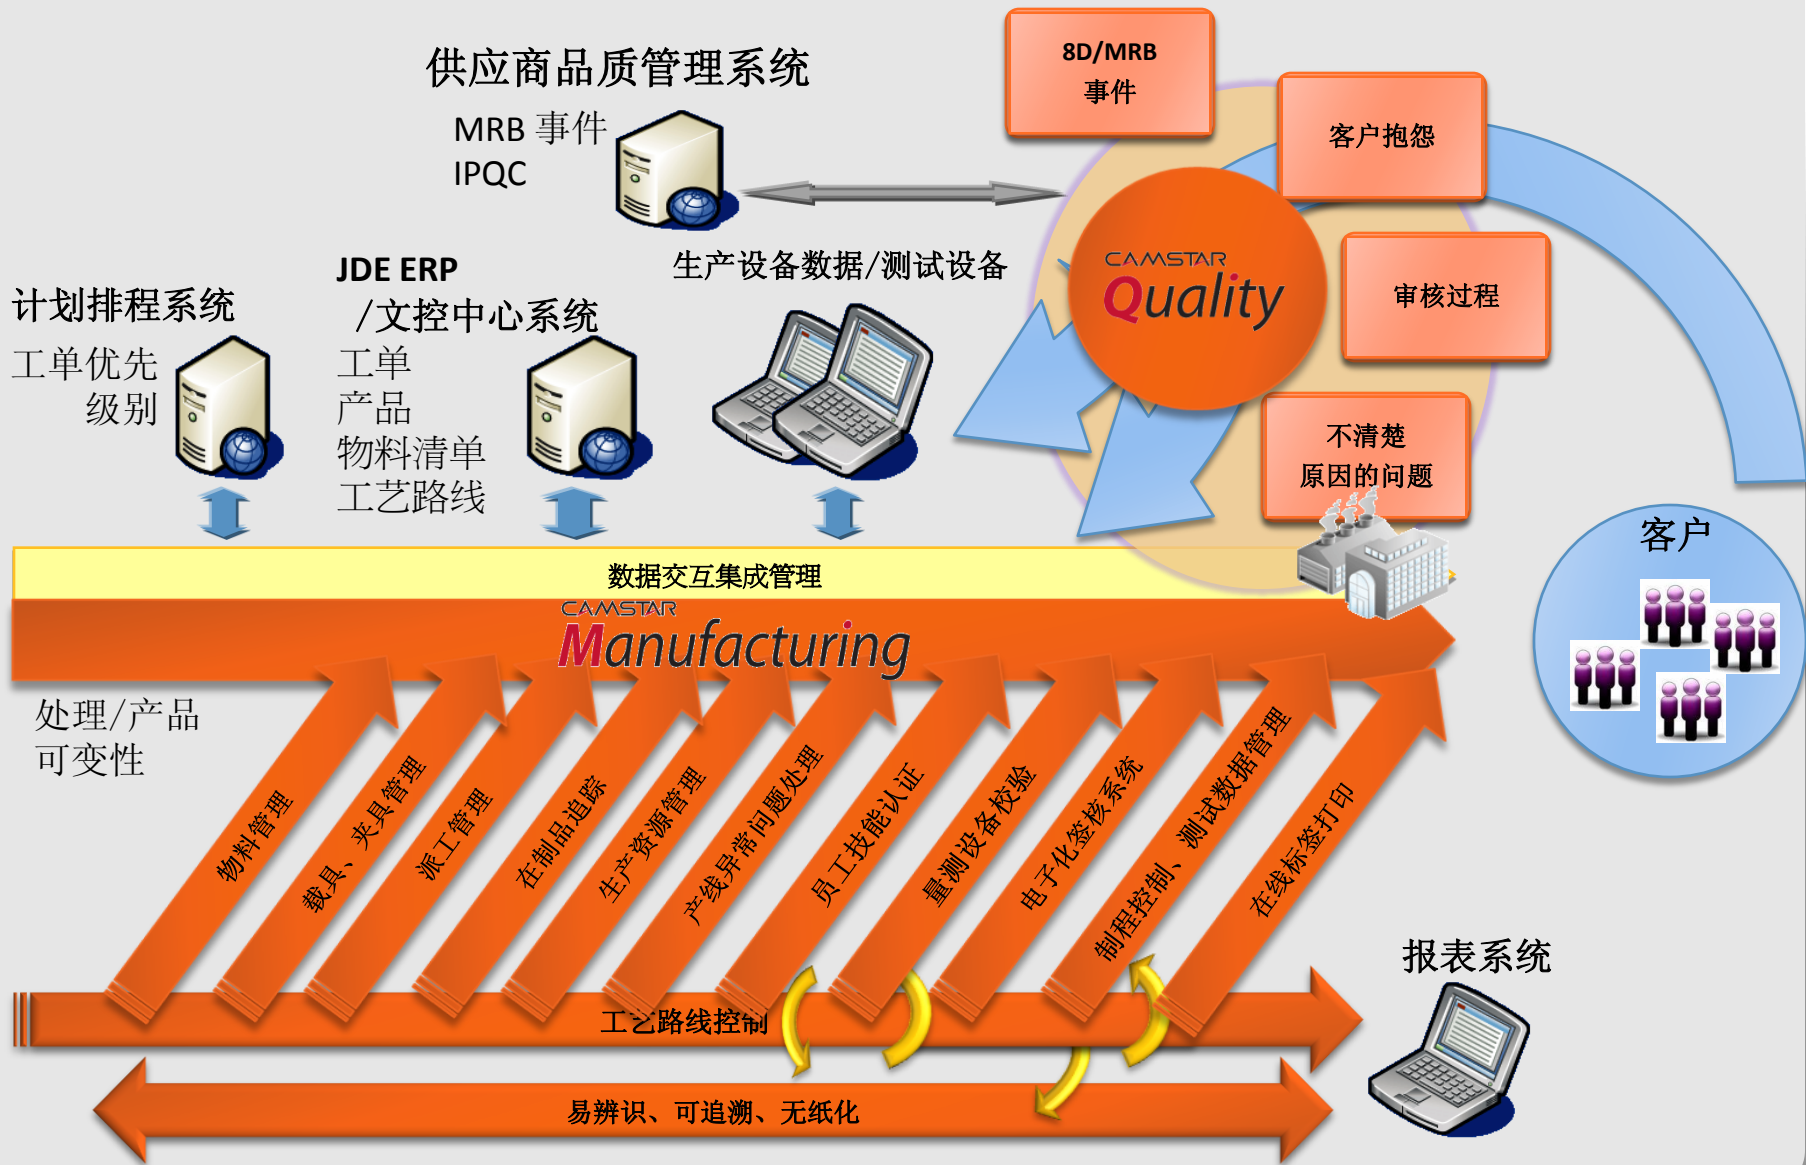 供应商品质管理系统
MRB 事件
IPQC
8D/MRB
事件
客户抱怨
CAMSTAR
Quality
审核过程
不清楚
原因的问题
计划排程系统
工单优先
级别
JDE ERP
/文控中心系统
工单
产品
物料清单
工艺路线
生产设备数据/测试设备
客户
数据交互集成管理
CAMSTAR
Manufacturing
处理/产品
可变性
物料管理
载具、夹具管理
派工管理
在制品追踪
生产资源管理
产线异常问题处理
员工技能认证
量测设备校验
电子化签核系统
制程控制、测试数据管理
在线标签打印
报表系统
工艺路线控制
易辨识、可追溯、无纸化